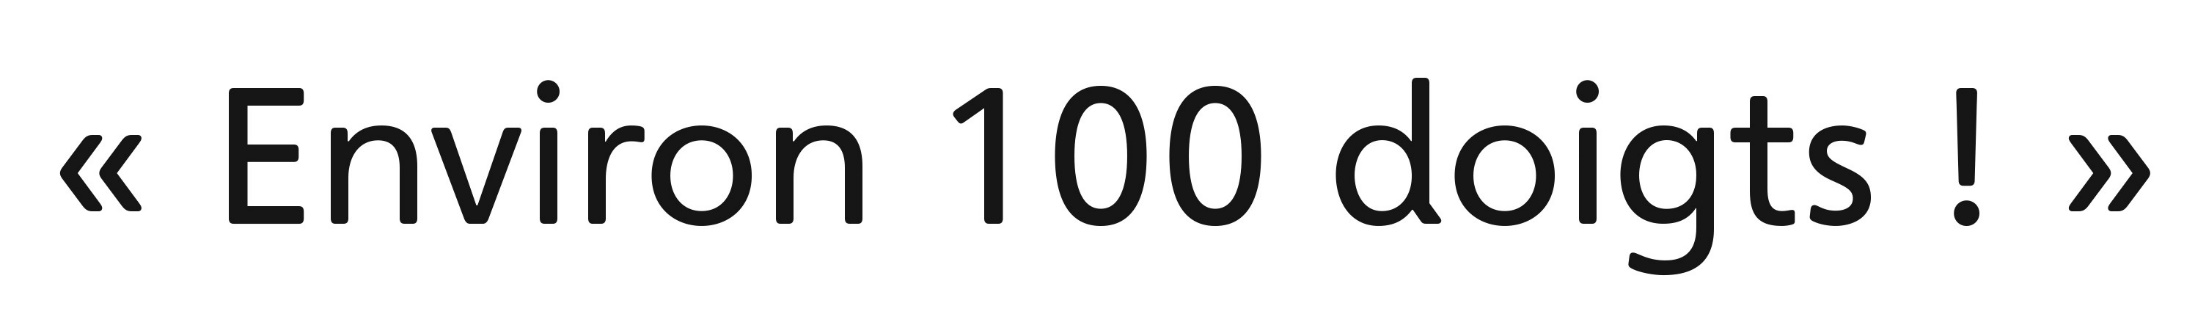 « Environ 100 doigts ! »